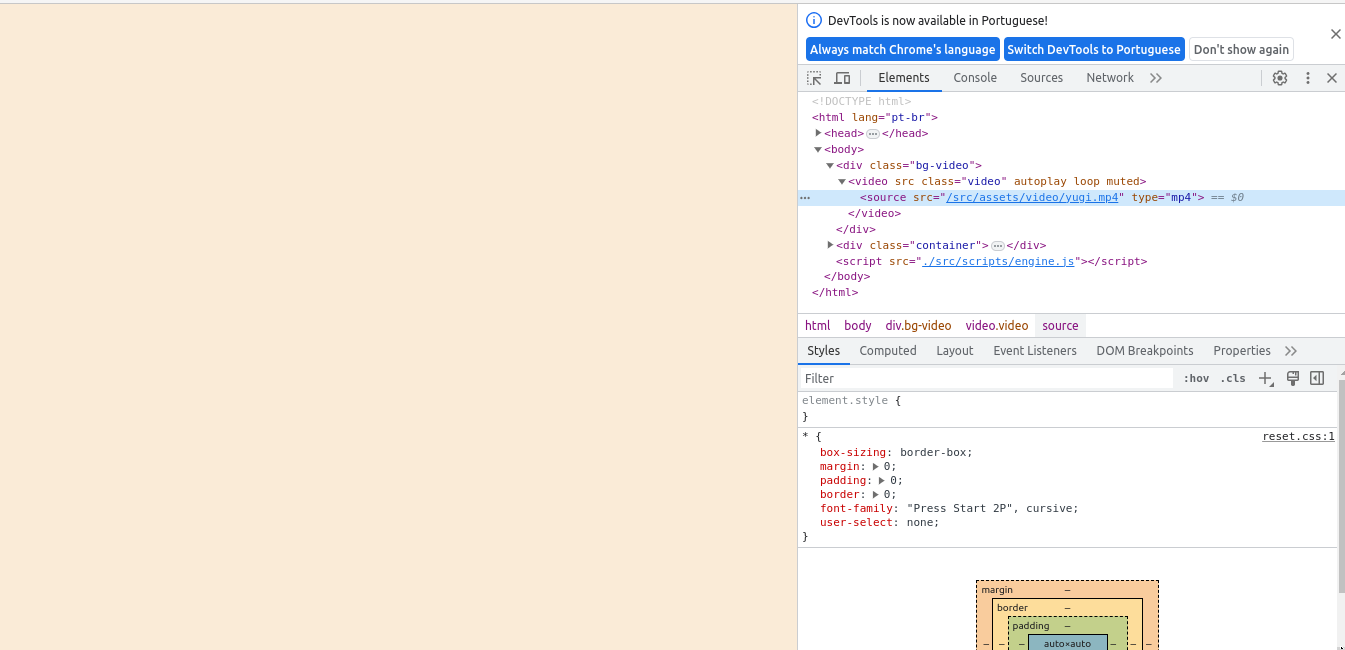 DevTools is now available in Portuguese!
Always match Chrome's language Switch DevTools to Portuguese Don't show again
Elements Console Sources Network
<!DOCTYPE html>
<html lang="pt-br">
<head> ⋯ </head>
<body>
<div class="bg-video">
<video src class="video" autoplay loop muted>
<source src="/src/assets/video/yugi.mp4" type="mp4"> == $0
</video>
</div>
<div class="container"> ⋯ </div>
<script src="./src/scripts/engine.js"></script>
</body>
</html>
html body div.bg-video video.video source
Styles Computed Layout Event Listeners DOM Breakpoints Properties
Filter :hov .cls
element.style {
}
* { reset.css:1
box-sizing: border-box;
margin: 0;
padding: 0;
border: 0;
font-family: "Press Start 2P", cursive;
user-select: none;
}
margin –
border –
padding –
– – – auto×auto – – –